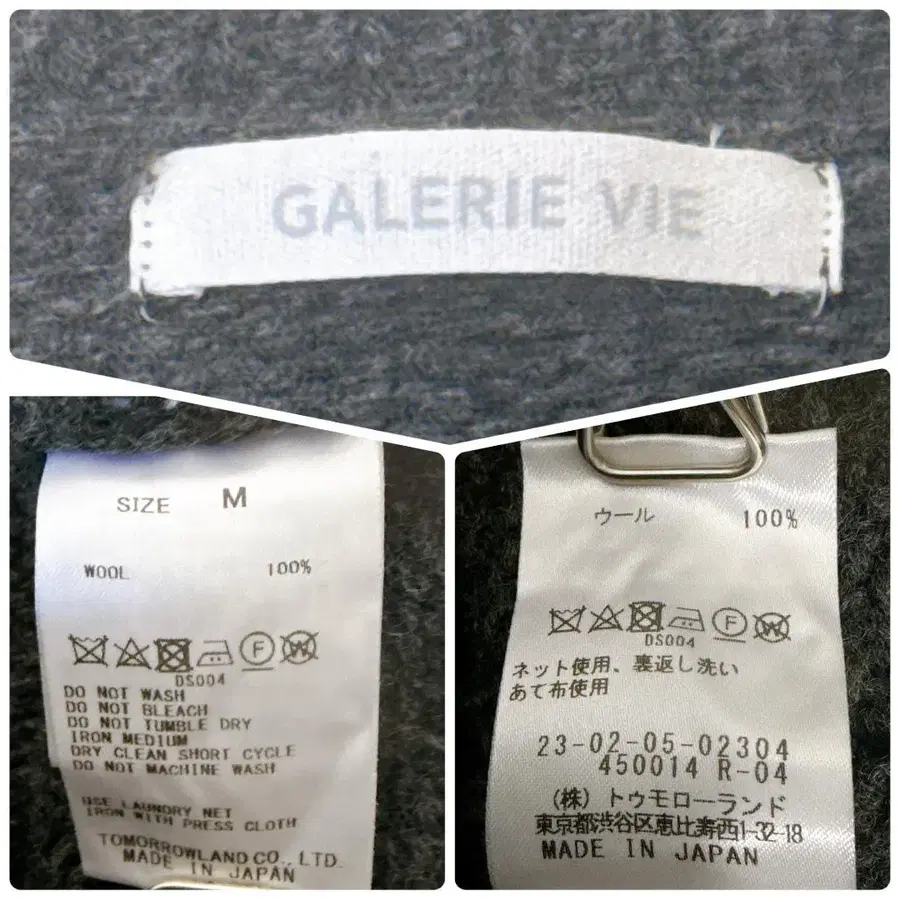 GALERIE VIE
SIZE M
WOOL 100%
F W
DS004
DO NOT WASH
DO NOT BLEACH
DO NOT TUMBLE DRY
IRON MEDIUM
DRY CLEAN SHORT CYCLE
DO NOT MACHINE WASH
USE LAUNDRY NET
IRON WITH PRESS CLOTH
TOMORROWLAND CO., LTD.
MADE IN JAPAN
ウール 100%
F W
DS004
ネット使用、裏返し洗い
あて布使用
23-02-05-02304
450014 R-04
(株) トゥモローランド
東京都渋谷区恵比寿西1-32-18
MADE IN JAPAN